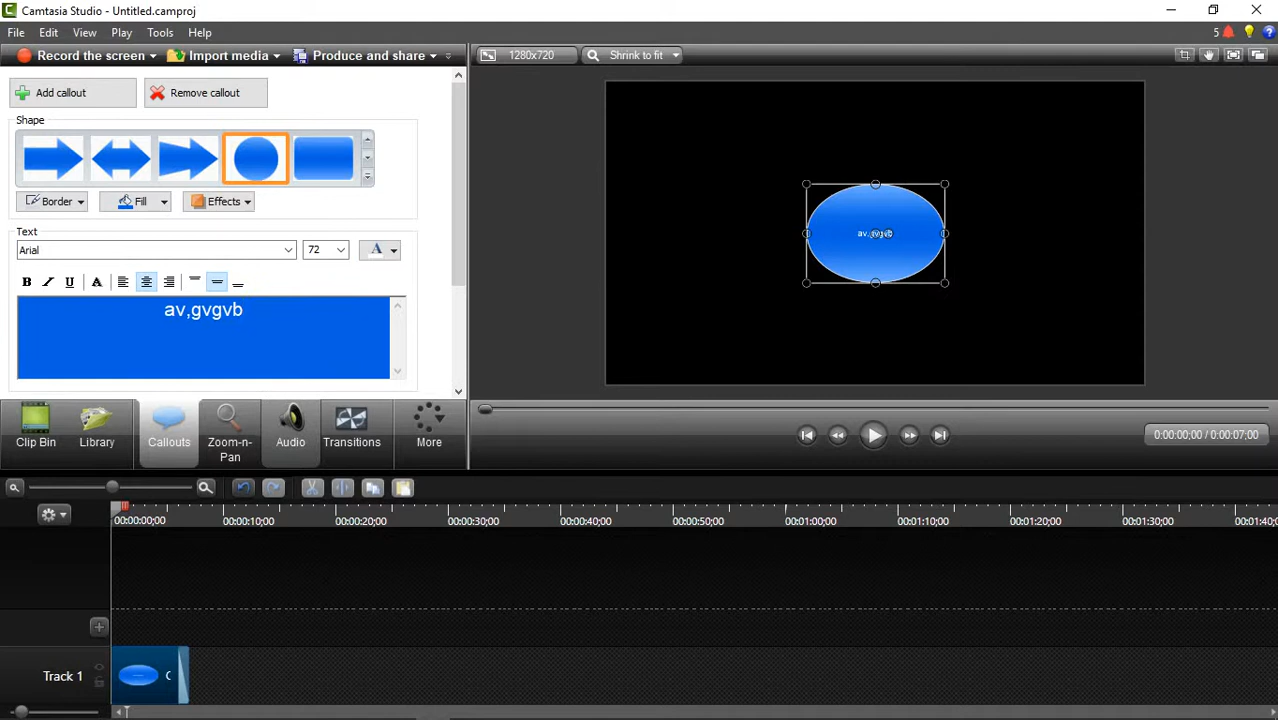 Camtasia Studio - Untitled.camproj
File Edit View Play Tools Help
5
Record the screen Import media Produce and share
1280x720 Shrink to fit
Add callout Remove callout
Shape
Border Fill Effects
Text
Arial 72 A
B I U A
av,gvgvb
av,gvgvb
Clip Bin Library Callouts Zoom-n-Pan Audio Transitions More
0:00:00;00 / 0:00:07;00
00:00:00;00 00:00:10;00 00:00:20;00 00:00:30;00 00:00:40;00 00:00:50;00 00:01:00;00 00:01:10;00 00:01:20;00 00:01:30;00 00:01:40;0
Track 1